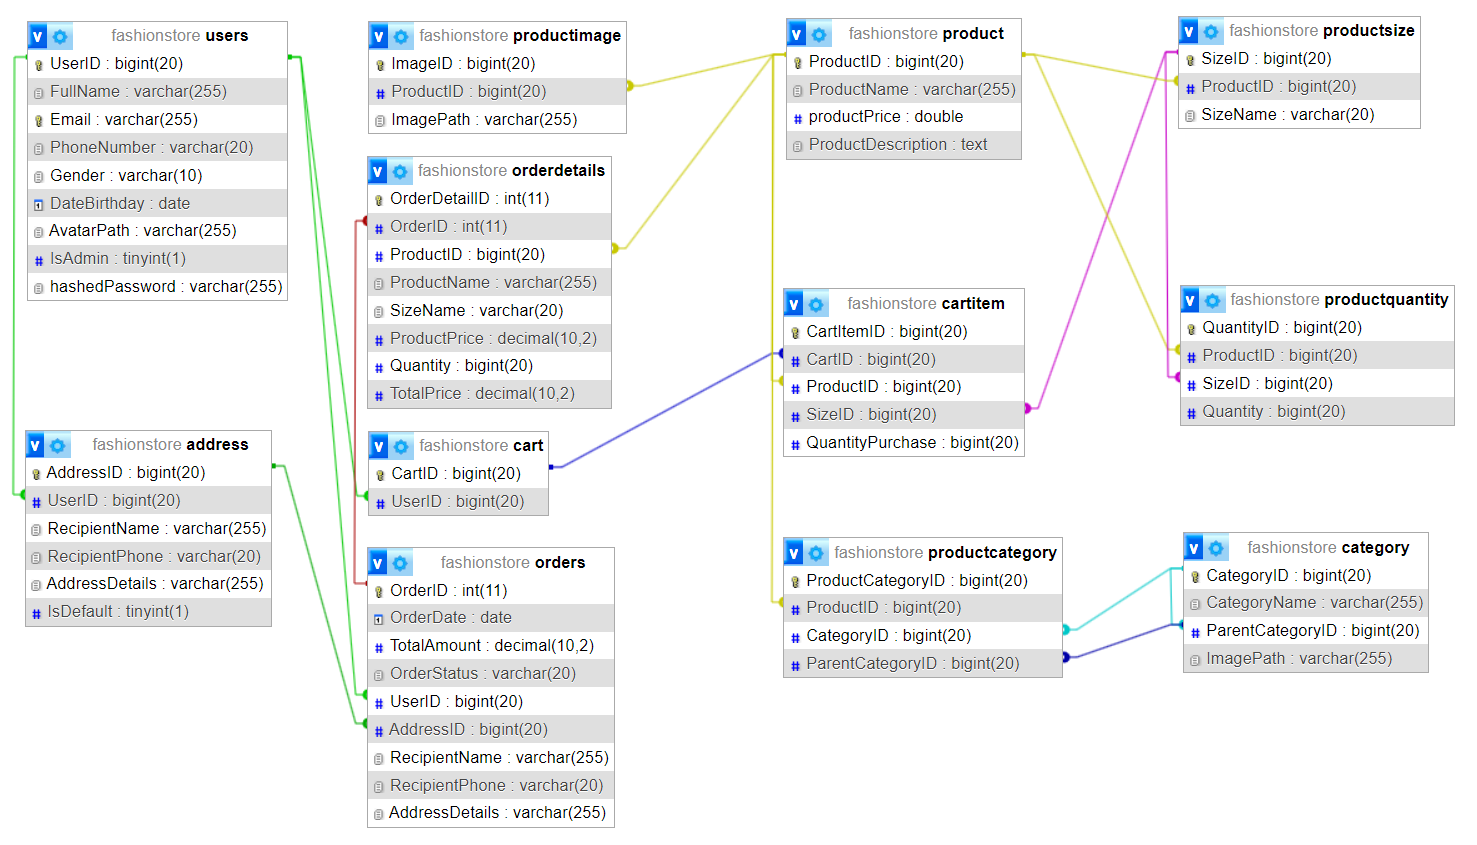 v fashionstore users
UserID : bigint(20)
FullName : varchar(255)
Email : varchar(255)
PhoneNumber : varchar(20)
Gender : varchar(10)
DateBirthday : date
AvatarPath : varchar(255)
# IsAdmin : tinyint(1)
hashedPassword : varchar(255)
v fashionstore address
AddressID : bigint(20)
# UserID : bigint(20)
RecipientName : varchar(255)
RecipientPhone : varchar(20)
AddressDetails : varchar(255)
# IsDefault : tinyint(1)
v fashionstore productimage
ImageID : bigint(20)
# ProductID : bigint(20)
ImagePath : varchar(255)
v fashionstore orderdetails
OrderDetailID : int(11)
# OrderID : int(11)
# ProductID : bigint(20)
ProductName : varchar(255)
SizeName : varchar(20)
# ProductPrice : decimal(10,2)
# Quantity : bigint(20)
# TotalPrice : decimal(10,2)
v fashionstore cart
CartID : bigint(20)
# UserID : bigint(20)
v fashionstore orders
OrderID : int(11)
OrderDate : date
# TotalAmount : decimal(10,2)
OrderStatus : varchar(20)
# UserID : bigint(20)
# AddressID : bigint(20)
RecipientName : varchar(255)
RecipientPhone : varchar(20)
AddressDetails : varchar(255)
v fashionstore product
ProductID : bigint(20)
ProductName : varchar(255)
# productPrice : double
ProductDescription : text
v fashionstore cartitem
CartItemID : bigint(20)
# CartID : bigint(20)
# ProductID : bigint(20)
# SizeID : bigint(20)
# QuantityPurchase : bigint(20)
v fashionstore productcategory
ProductCategoryID : bigint(20)
# ProductID : bigint(20)
# CategoryID : bigint(20)
# ParentCategoryID : bigint(20)
v fashionstore productsize
SizeID : bigint(20)
# ProductID : bigint(20)
SizeName : varchar(20)
v fashionstore productquantity
QuantityID : bigint(20)
# ProductID : bigint(20)
# SizeID : bigint(20)
# Quantity : bigint(20)
v fashionstore category
CategoryID : bigint(20)
CategoryName : varchar(255)
# ParentCategoryID : bigint(20)
ImagePath : varchar(255)